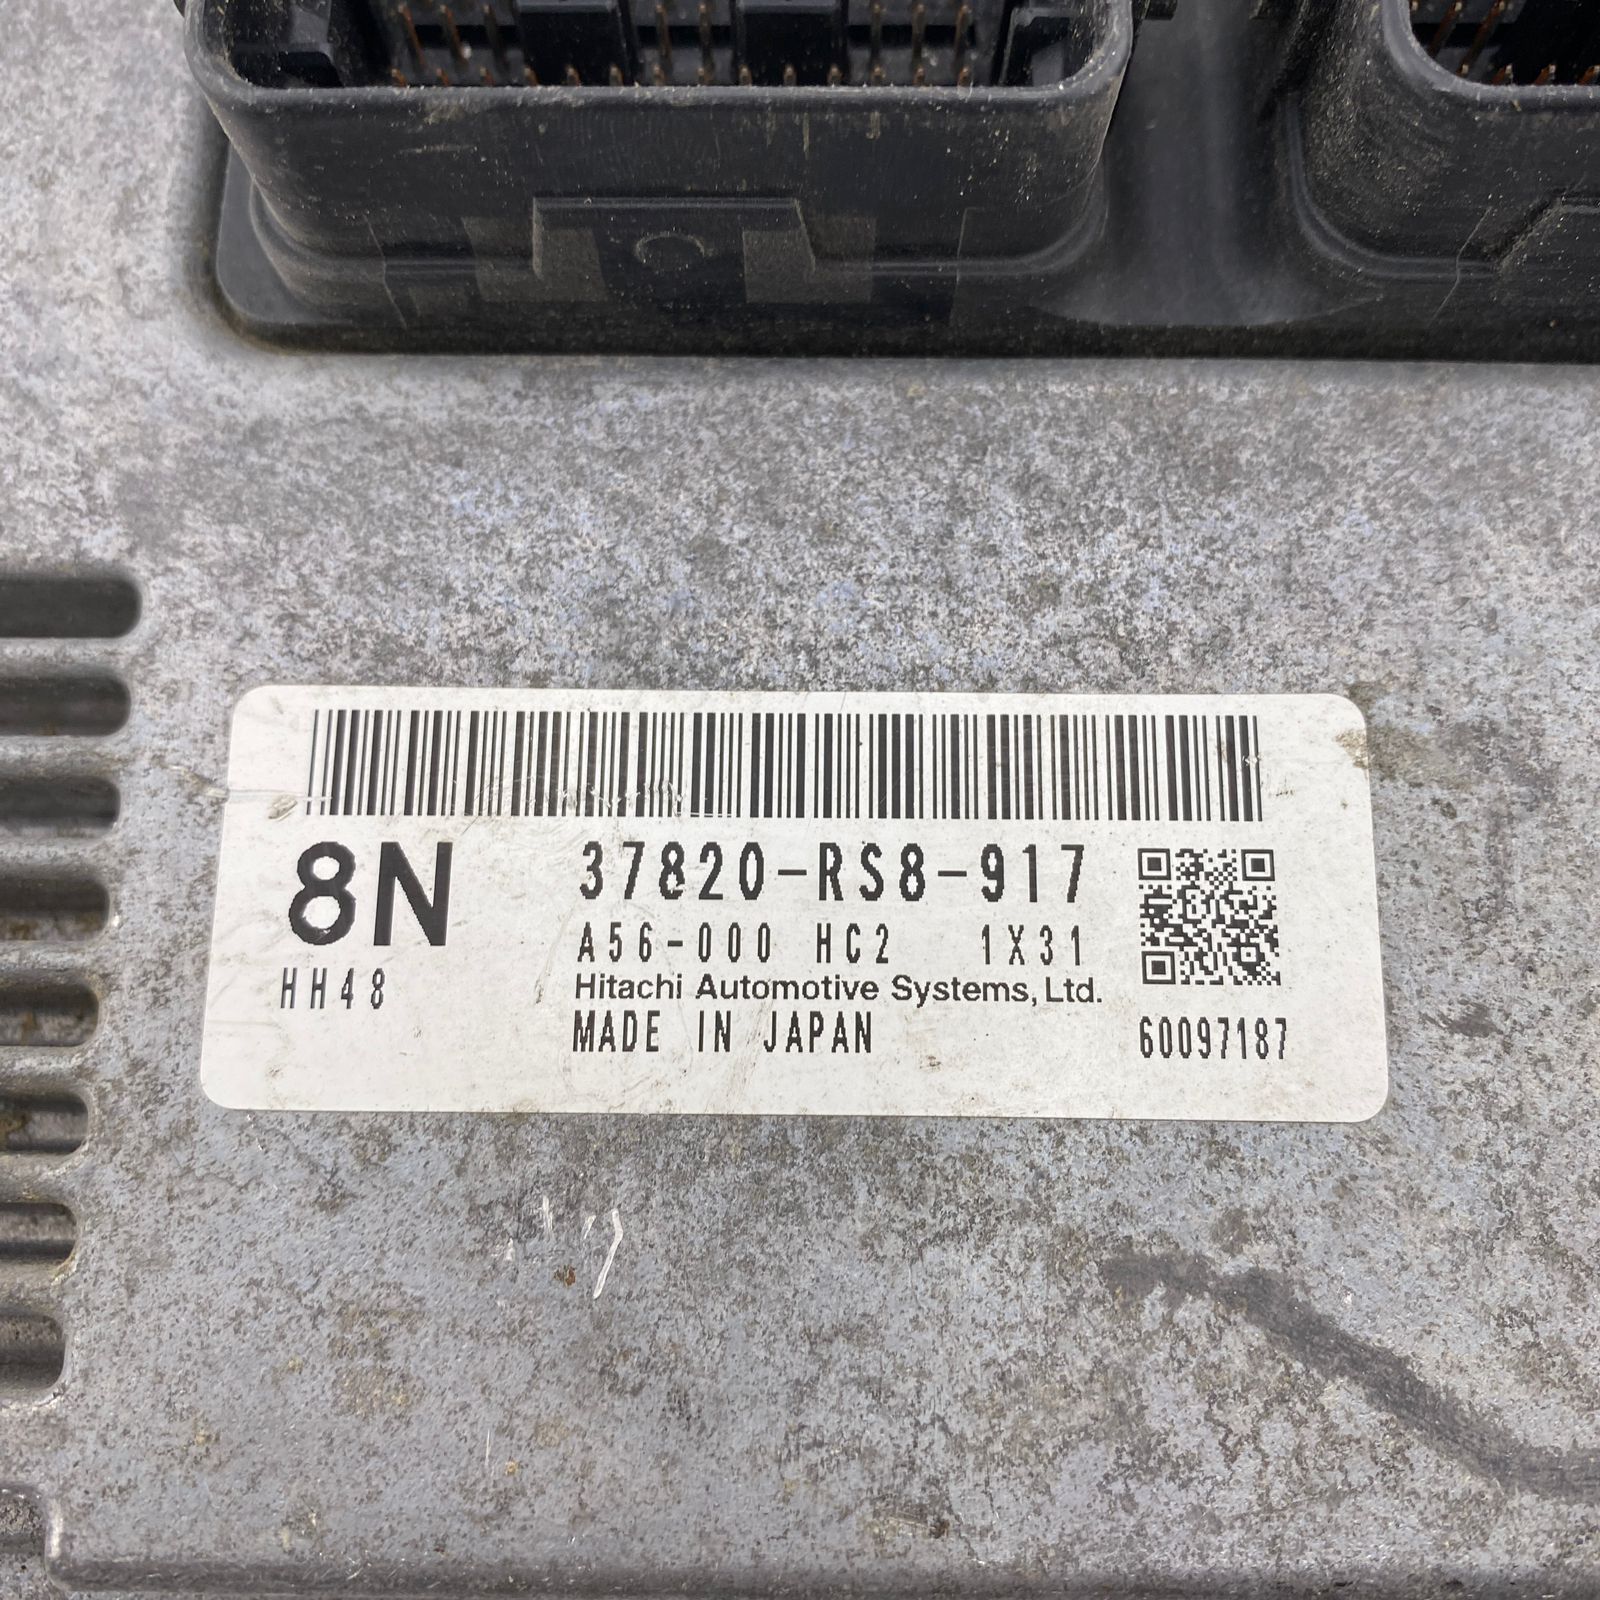 8N 37820-RS8-917
A56-000 HC2 1X31
HH48
Hitachi Automotive Systems, Ltd.
MADE IN JAPAN
60097187